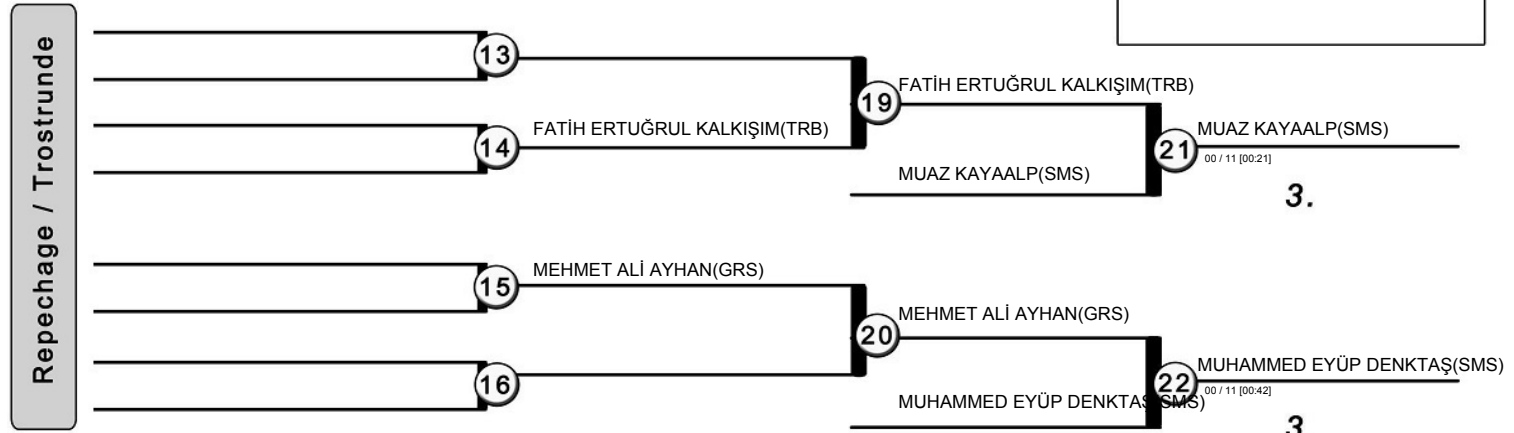 Repechage / Trostrunde
13
FATİH ERTUĞRUL KALKIŞIM(TRB)
19
14
FATİH ERTUĞRUL KALKIŞIM(TRB)
MUAZ KAYAALP(SMS)
21
00 / 11 [00:21]
MUAZ KAYAALP(SMS)
3.
15
MEHMET ALİ AYHAN(GRS)
20
MEHMET ALİ AYHAN(GRS)
16
MUHAMMED EYÜP DENKTAŞ(SMS)
22
00 / 11 [00:42]
MUHAMMED EYÜP DENKTAŞ(SMS)
3